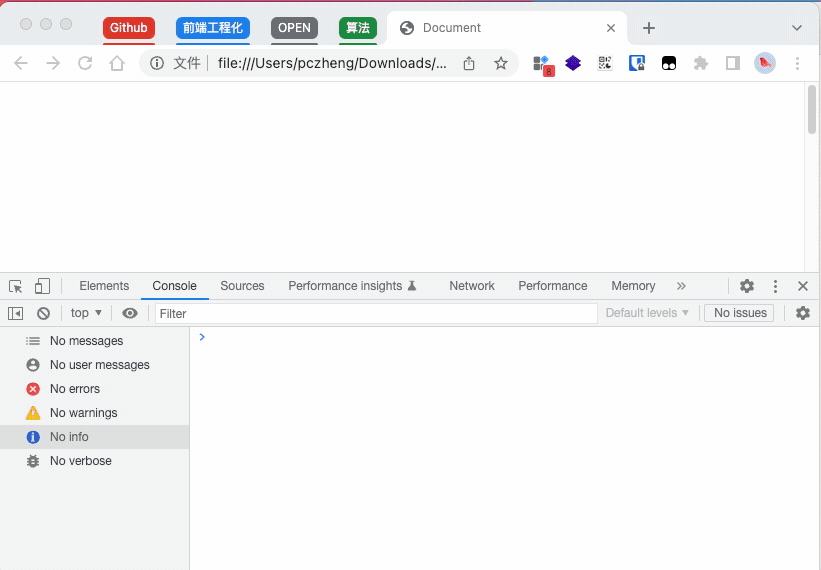 Github 前端工程化 OPEN 算法 Document
文件 file:///Users/pczheng/Downloads/... 8
Elements Console Sources Performance insights Network Performance Memory
top Filter Default levels No issues
No messages
No user messages
No errors
No warnings
No info
No verbose